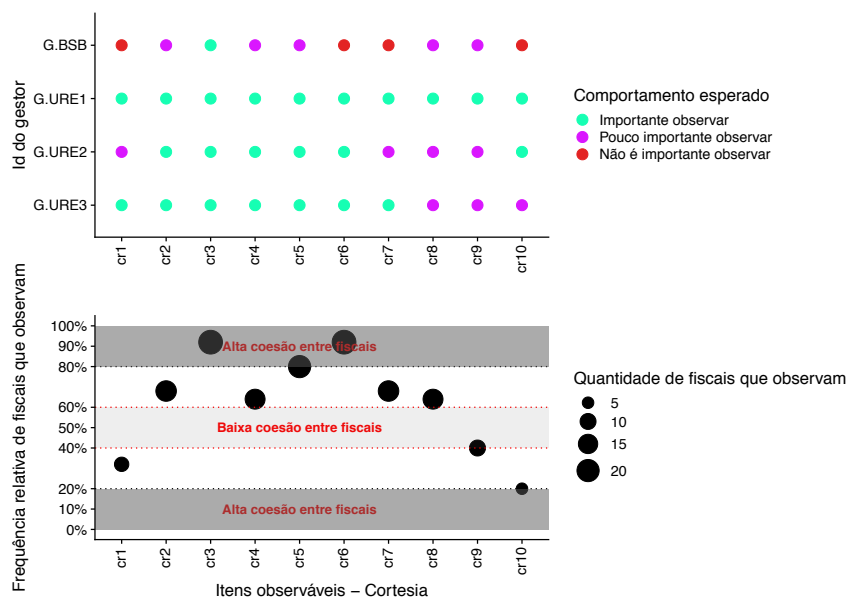 Id do gestor
G.BSB
G.URE1
G.URE2
G.URE3
cr1 cr2 cr3 cr4 cr5 cr6 cr7 cr8 cr9 cr10
Comportamento esperado
Importante observar
Pouco importante observar
Não é importante observar
Frequência relativa de fiscais que observam
100%
90%
80%
60%
50%
40%
20%
10%
0%
Alta coesão entre fiscais
Baixa coesão entre fiscais
Alta coesão entre fiscais
cr1 cr2 cr3 cr4 cr5 cr6 cr7 cr8 cr9 cr10
Itens observáveis − Cortesia
Quantidade de fiscais que observam
5
10
15
20